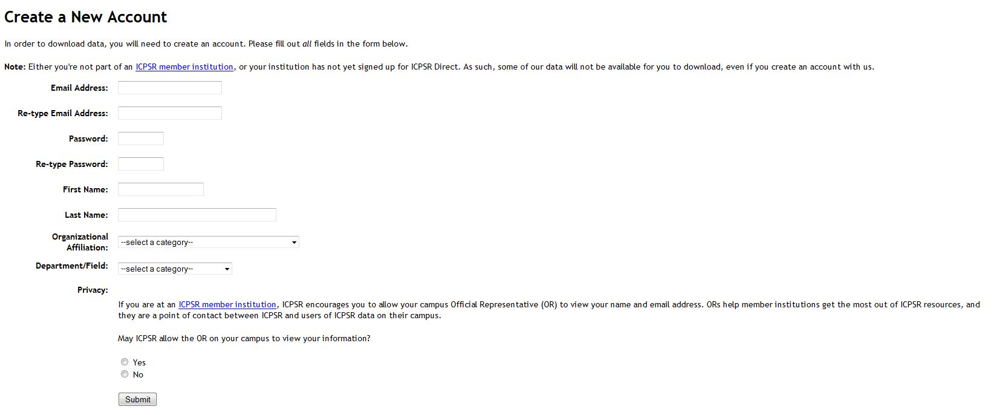 Create a New Account
In order to download data, you will need to create an account. Please fill out all fields in the form below.
Note: Either you're not part of an ICPSR member institution, or your institution has not yet signed up for ICPSR Direct. As such, some of our data will not be available for you to download, even if you create an account with us.
Email Address:
Re-type Email Address:
Password:
Re-type Password:
First Name:
Last Name:
Organizational
Affiliation: --select a category--
Department/Field: --select a category--
Privacy:
If you are at an ICPSR member institution, ICPSR encourages you to allow your campus Official Representative (OR) to view your name and email address. ORs help member institutions get the most out of ICPSR resources, and
they are a point of contact between ICPSR and users of ICPSR data on their campus.
May ICPSR allow the OR on your campus to view your information?
Yes
No
Submit